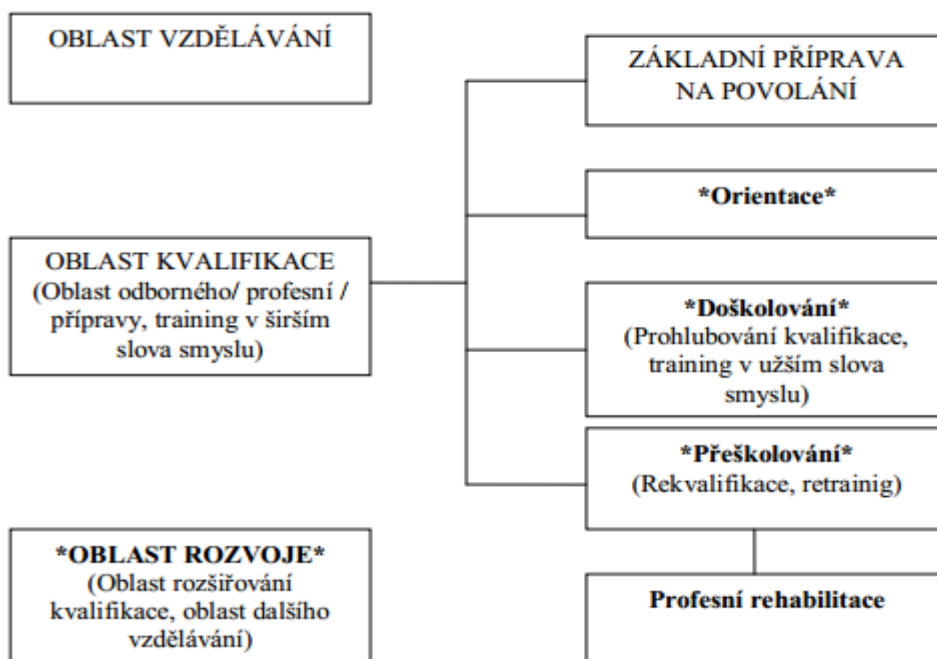 OBLAST VZDĚLÁVÁNÍ
ZÁKLADNÍ PŘÍPRAVA
NA POVOLÁNÍ
*Orientace*
OBLAST KVALIFIKACE
(Oblast odborného/ profesní /
přípravy, training v širším
slova smyslu)
*Doškolování*
(Prohlubování kvalifikace,
training v užším slova
smyslu)
*Přeškolování*
(Rekvalifikace, retrainig)
*OBLAST ROZVOJE*
(Oblast rozšiřování
kvalifikace, oblast dalšího
vzdělávání)
Profesní rehabilitace